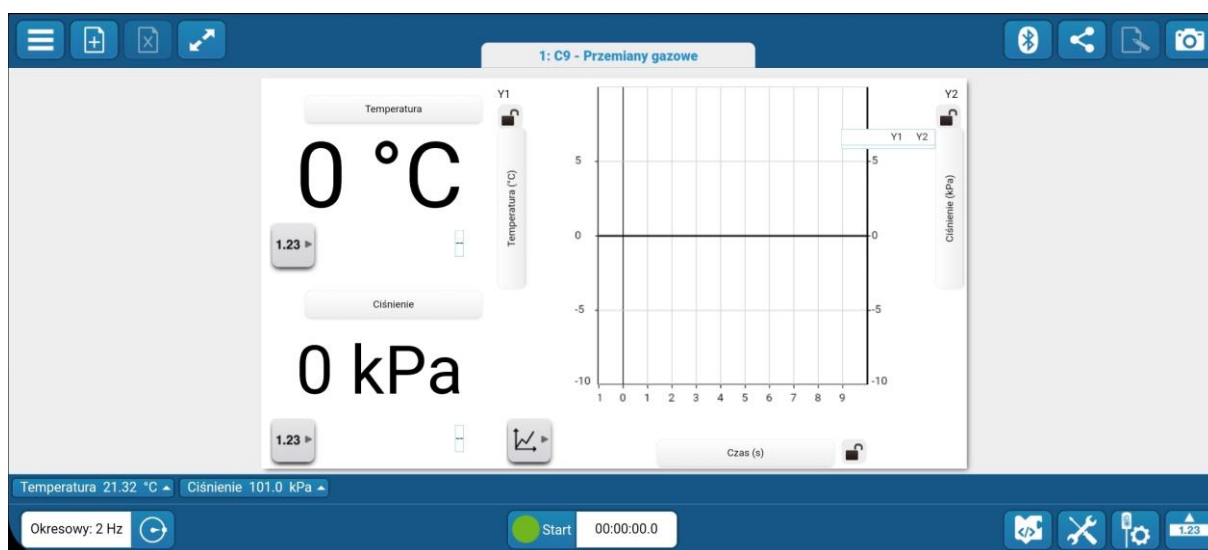 1: C9 - Przemiany gazowe
Temperatura
0 °C
1.23
--
Ciśnienie
0 kPa
1.23
--
Y1
Temperatura (°C)
5
0
-5
-10
1 0 1 2 3 4 5 6 7 8 9
Czas (s)
Y2
Y1 Y2
5
0
-5
-10
Ciśnienie (kPa)
Temperatura 21.32 °C Ciśnienie 101.0 kPa
Okresowy: 2 Hz
Start 00:00:00.0
1.23